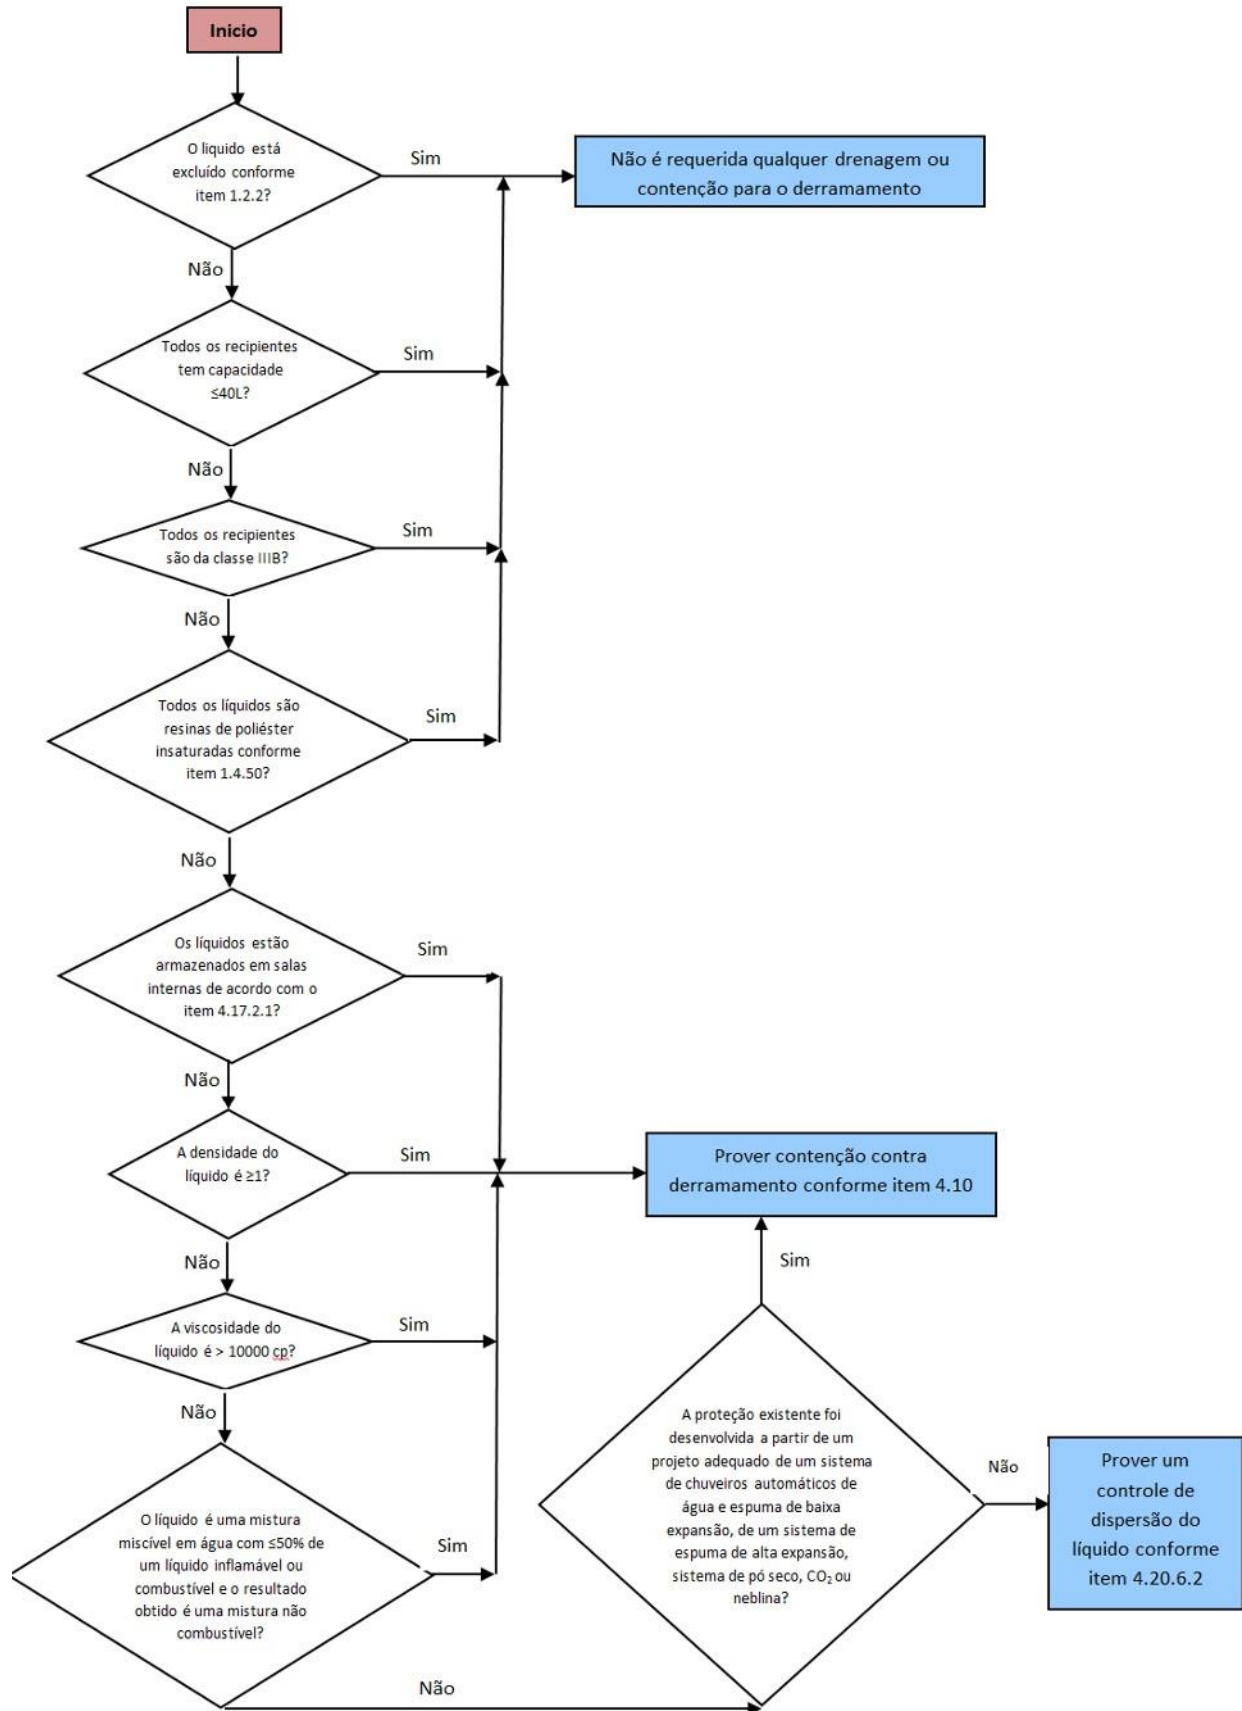 Inicio
O liquido está
excluído conforme
item 1.2.2?
Sim
Não é requerida qualquer drenagem ou
contenção para o derramamento
Não
Todos os recipientes
tem capacidade
≤40L?
Sim
Não
Todos os recipientes
são da classe IIIB?
Sim
Não
Todos os líquidos são
resinas de poliéster
insaturadas conforme
item 1.4.50?
Sim
Não
Os líquidos estão
armazenados em salas
internas de acordo com o
item 4.17.2.1?
Sim
Não
A densidade do
líquido é ≥1?
Sim
Prover contenção contra
derramamento conforme item 4.10
Não
A viscosidade do
líquido é > 10000 cp?
Sim
Não
O líquido é uma mistura
miscível em água com ≤50% de
um líquido inflamável ou
combustível e o resultado
obtido é uma mistura não
combustível?
Sim
Não
A proteção existente foi
desenvolvida a partir de um
projeto adequado de um sistema
de chuveiros automáticos de
água e espuma de baixa
expansão, de um sistema de
espuma de alta expansão,
sistema de pó seco, CO₂ ou
neblina?
Sim
Não
Prover um
controle de
dispersão do
líquido conforme
item 4.20.6.2